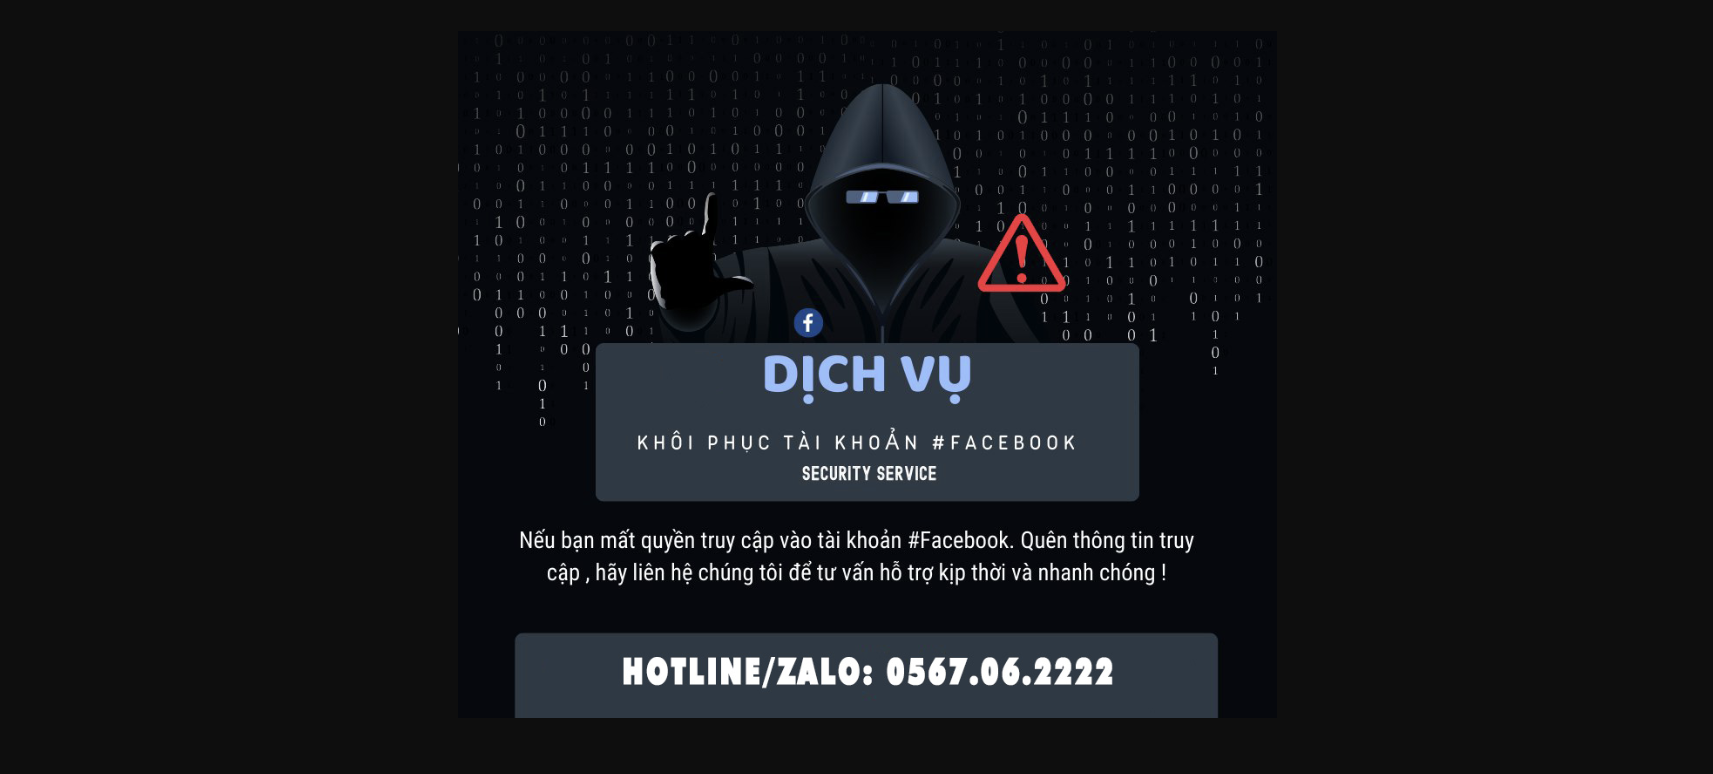 DỊCH VỤ
KHÔI PHỤC TÀI KHOẢN #FACEBOOK
SECURITY SERVICE
Nếu bạn mất quyền truy cập vào tài khoản #Facebook. Quên thông tin truy
cập , hãy liên hệ chúng tôi để tư vấn hỗ trợ kịp thời và nhanh chóng !
HOTLINE/ZALO: 0567.06.2222